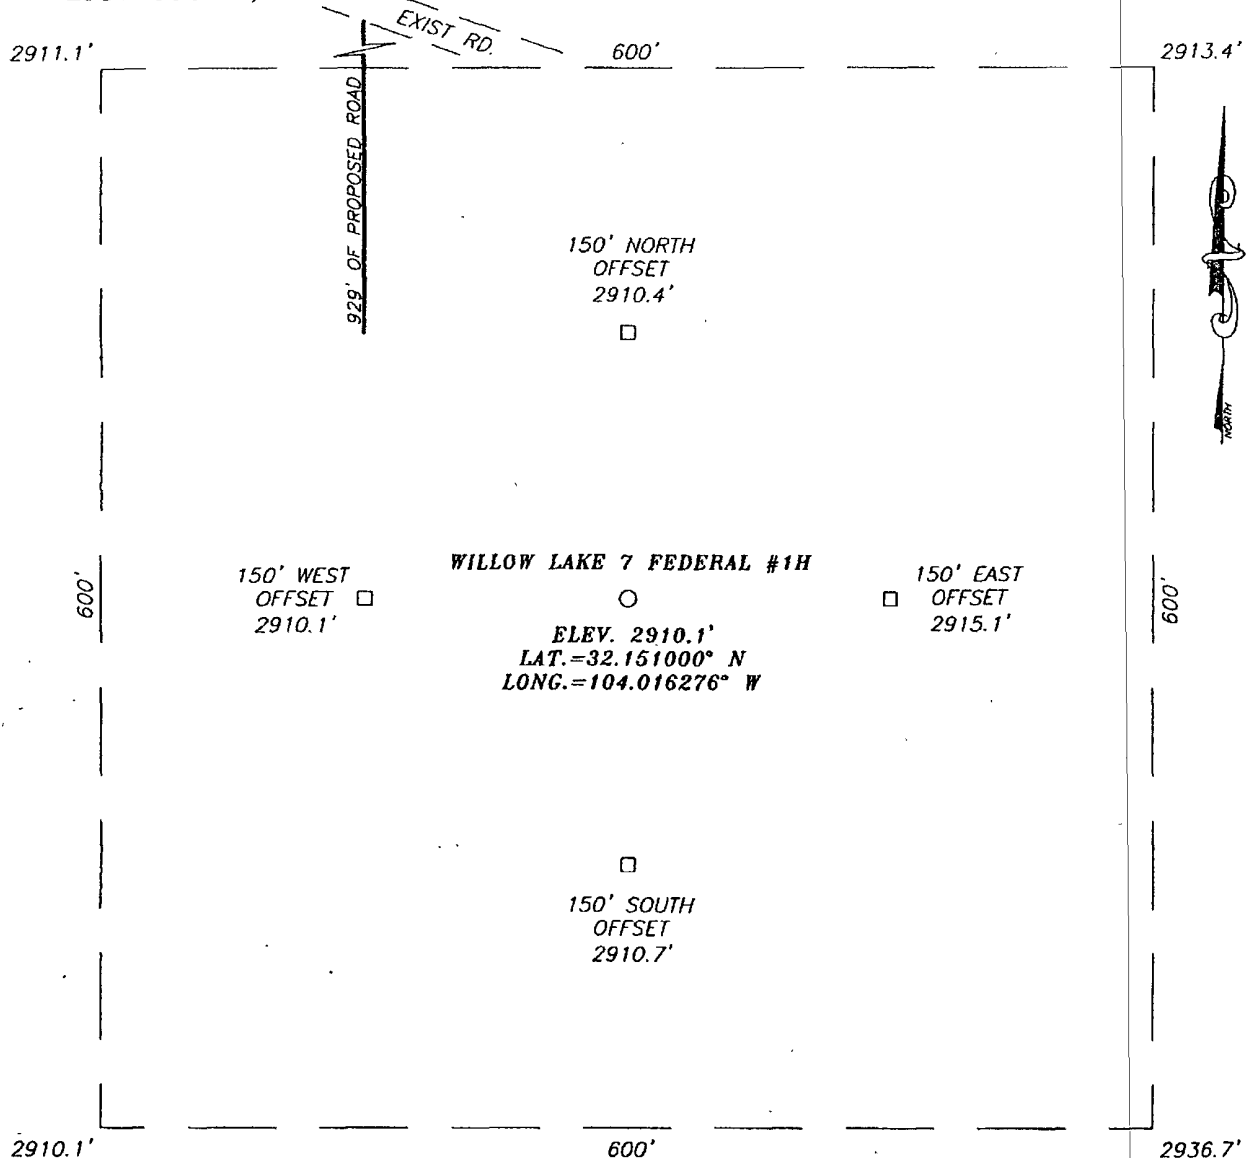 EXIST RD.
2911.1'
600'
2913.4'
929' OF PROPOSED ROAD
150' NORTH
OFFSET
2910.4'
NORTH
WILLOW LAKE 7 FEDERAL #1H
150' WEST
OFFSET
2910.1'
600'
ELEV. 2910.1'
LAT.=32.151000° N
LONG.=104.016276° W
150' EAST
OFFSET
2915.1'
600'
150' SOUTH
OFFSET
2910.7'
2910.1'
600'
2936.7'